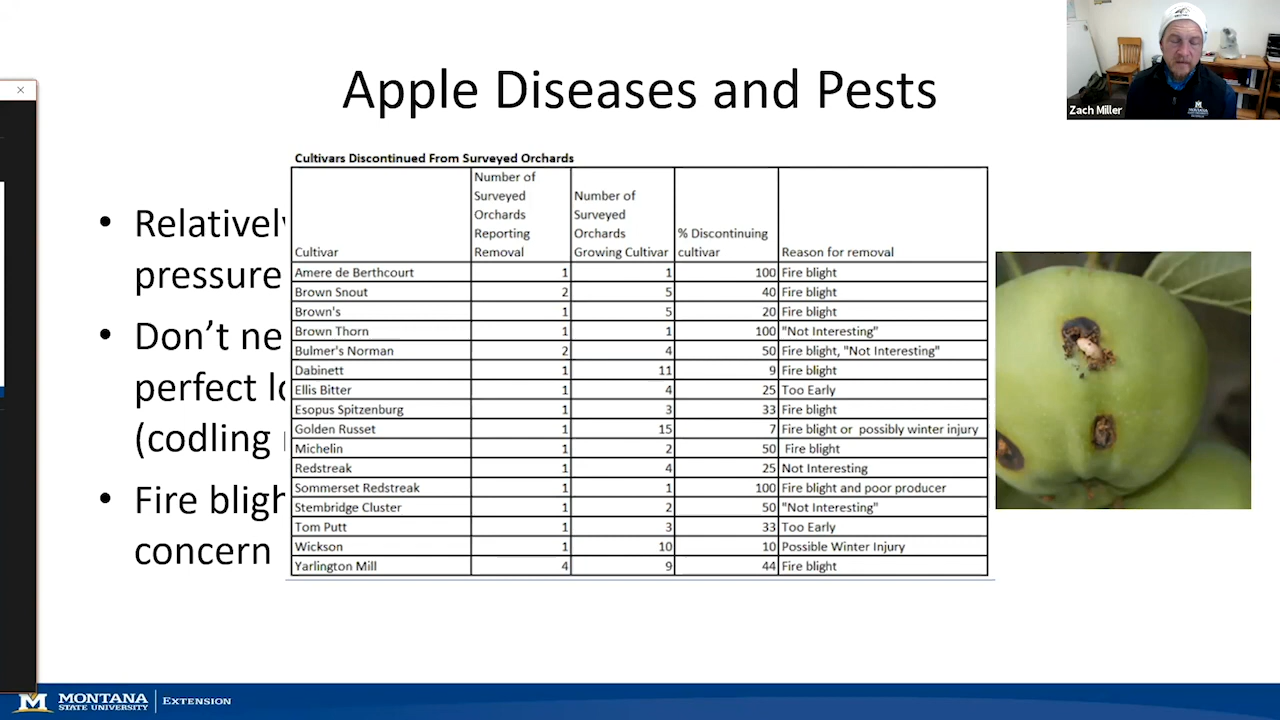 Apple Diseases and Pests
Zach Miller
MONTANA
Cultivars Discontinued From Surveyed Orchards
Cultivar Number of Surveyed Orchards Reporting Removal Number of Surveyed Orchards Growing Cultivar % Discontinuing cultivar Reason for removal
Amere de Berthcourt 1 1 100 Fire blight
Brown Snout 2 5 40 Fire blight
Brown's 1 5 20 Fire blight
Brown Thorn 1 1 100 "Not Interesting"
Bulmer's Norman 2 4 50 Fire blight, "Not Interesting"
Dabinett 1 11 9 Fire blight
Ellis Bitter 1 4 25 Too Early
Esopus Spitzenburg 1 3 33 Fire blight
Golden Russet 1 15 7 Fire blight or possibly winter injury
Michelin 1 2 50 Fire blight
Redstreak 1 4 25 Not Interesting
Sommerset Redstreak 1 1 100 Fire blight and poor producer
Stembridge Cluster 1 2 50 "Not Interesting"
Tom Putt 1 3 33 Too Early
Wickson 1 10 10 Possible Winter Injury
Yarlington Mill 4 9 44 Fire blight
• Relatively
pressure
• Don't ne
perfect lo
(codling
• Fire bligh
concern
M MONTANA
STATE UNIVERSITY
EXTENSION